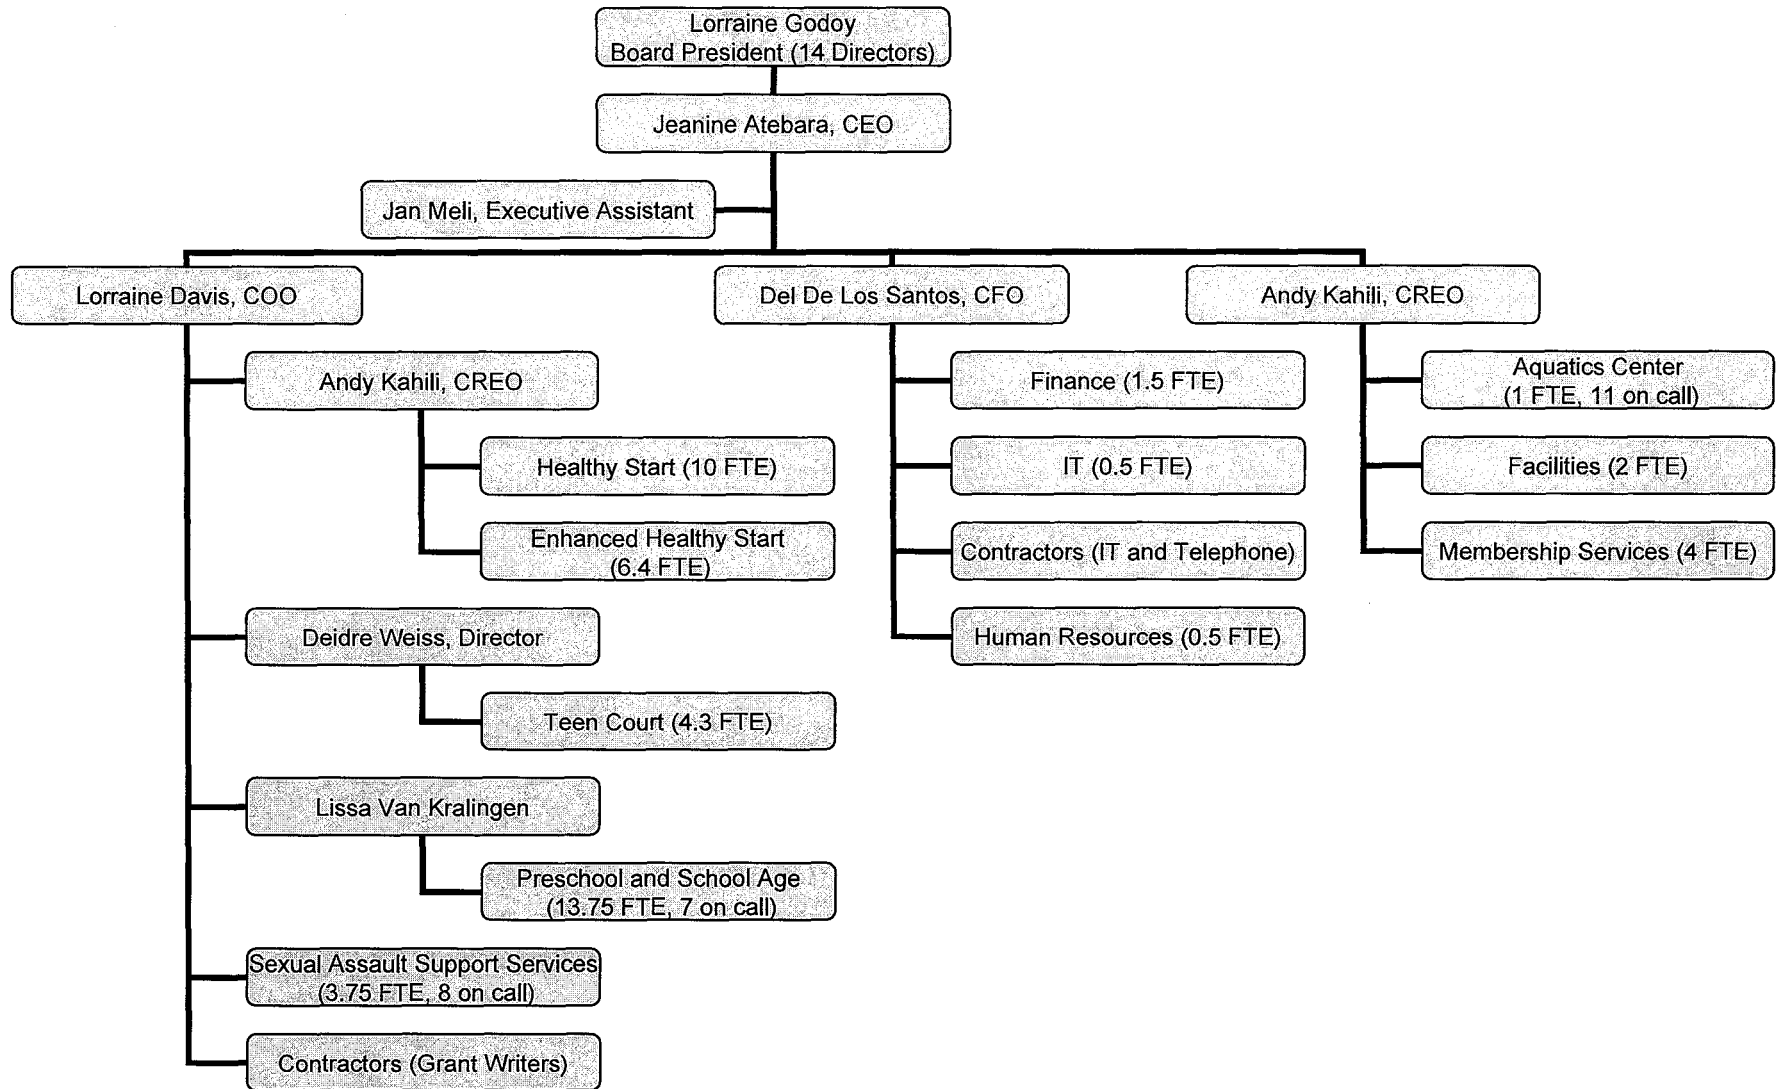 Lorraine Godoy
Board President (14 Directors)
Jeanine Atebara, CEO
Jan Meli, Executive Assistant
Lorraine Davis, COO
Del De Los Santos, CFO
Andy Kahili, CREO
Andy Kahili, CREO
Healthy Start (10 FTE)
Enhanced Healthy Start
(6.4 FTE)
Deidre Weiss, Director
Teen Court (4.3 FTE)
Lissa Van Kralingen
Preschool and School Age
(13.75 FTE, 7 on call)
Sexual Assault Support Services
(3.75 FTE, 8 on call)
Contractors (Grant Writers)
Finance (1.5 FTE)
IT (0.5 FTE)
Contractors (IT and Telephone)
Human Resources (0.5 FTE)
Aquatics Center
(1 FTE, 11 on call)
Facilities (2 FTE)
Membership Services (4 FTE)